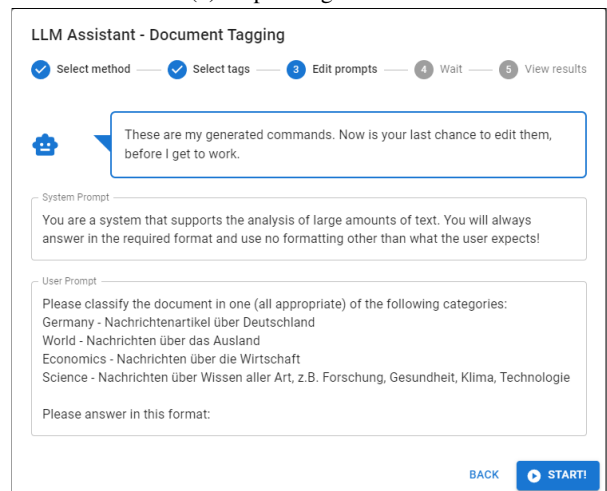 LLM Assistant - Document Tagging
Select method
Select tags
3 Edit prompts
4 Wait
5 View results
These are my generated commands. Now is your last chance to edit them,
before I get to work.
System Prompt
You are a system that supports the analysis of large amounts of text. You will always
answer in the required format and use no formatting other than what the user expects!
User Prompt
Please classify the document in one (all appropriate) of the following categories:
Germany - Nachrichtenartikel über Deutschland
World - Nachrichten über das Ausland
Economics - Nachrichten über die Wirtschaft
Science - Nachrichten über Wissen aller Art, z.B. Forschung, Gesundheit, Klima, Technologie
Please answer in this format:
BACK
START!